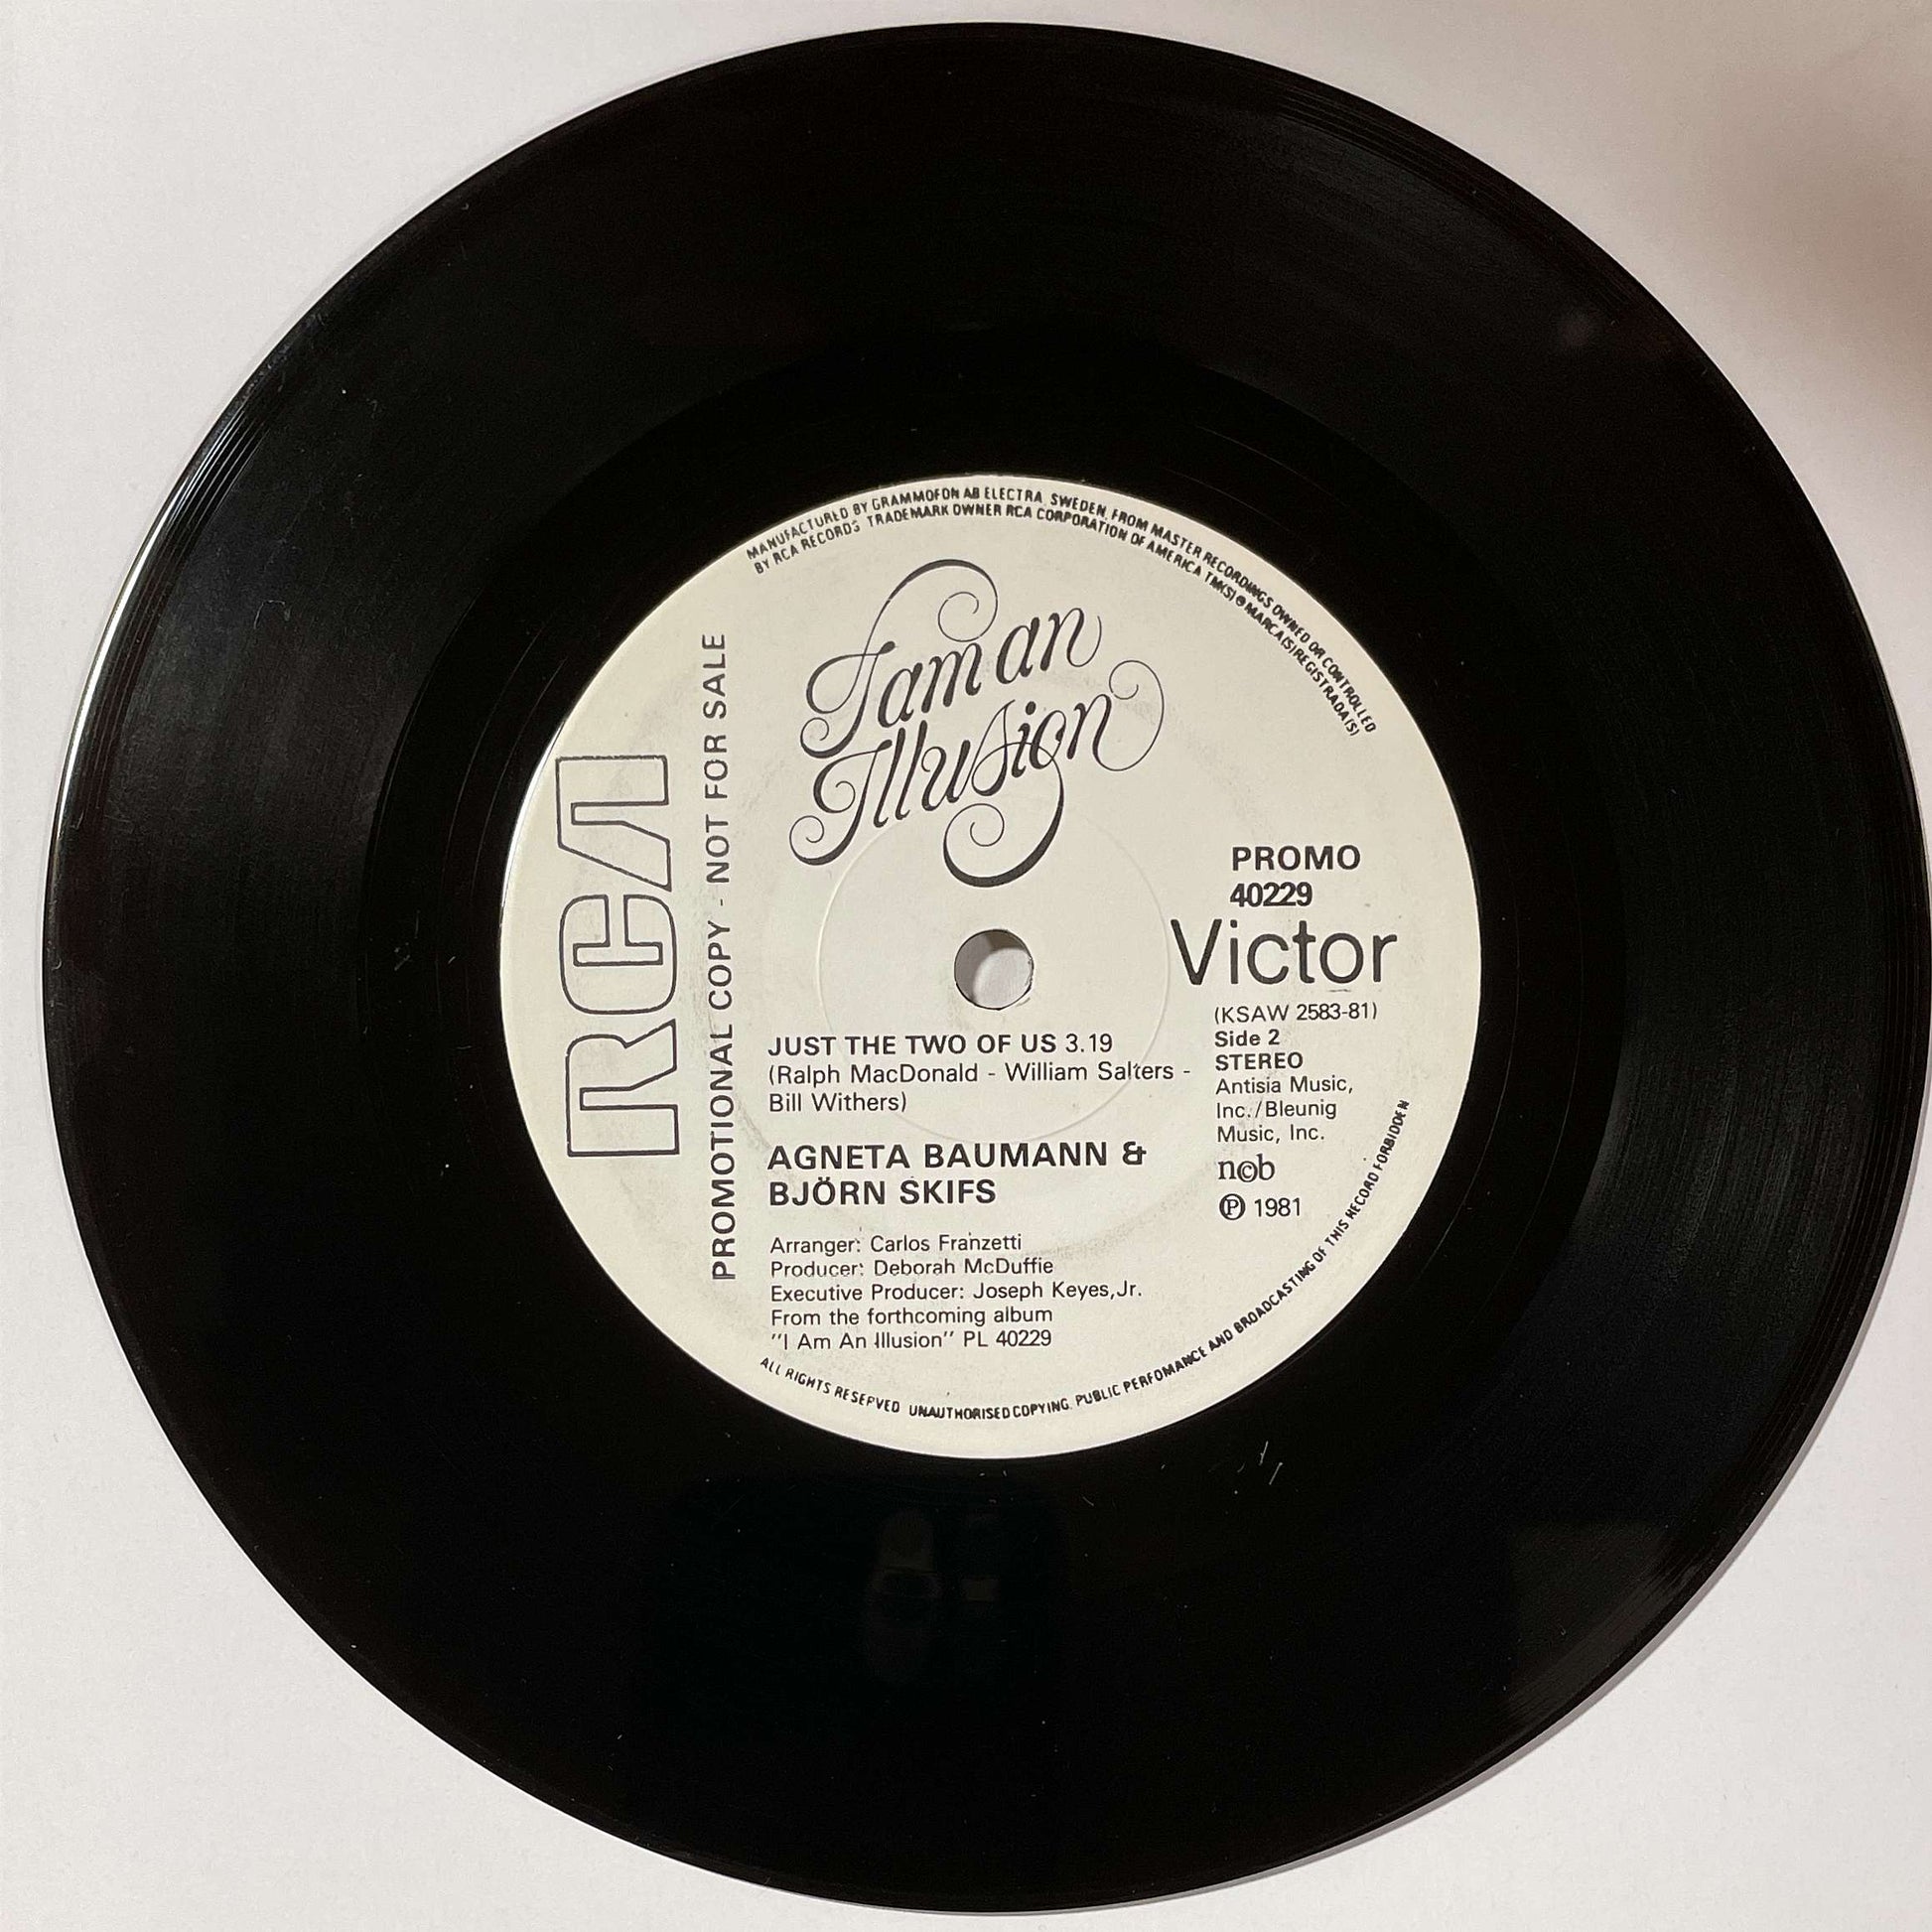 MANUFACTURED BY GRAMMOFON AB ELECTRA SWEDEN FROM MASTER RECORDINGS OWNED OR CONTROLLED
BY RCA RECORDS TRADEMARK OWNER RCA CORPORATION OF AMERICA TM(S)® MARCA(S) REGISTRADA(S)
I am an
Illusion
RCA
PROMOTIONAL COPY - NOT FOR SALE
PROMO
40229
Victor
(KSAW 2583-81)
Side 2
STEREO
Antisia Music,
Inc./Bleunig
Music, Inc.
n©b
℗ 1981
JUST THE TWO OF US 3.19
(Ralph MacDonald - William Salters -
Bill Withers)
AGNETA BAUMANN &
BJÖRN SKIFS
Arranger: Carlos Franzetti
Producer: Deborah McDuffie
Executive Producer: Joseph Keyes,Jr.
From the forthcoming album
"I Am An Illusion" PL 40229
ALL RIGHTS RESERVED UNAUTHORISED COPYING. PUBLIC PERFOMANCE AND BROADCASTING OF THIS RECORD FORBIDDEN